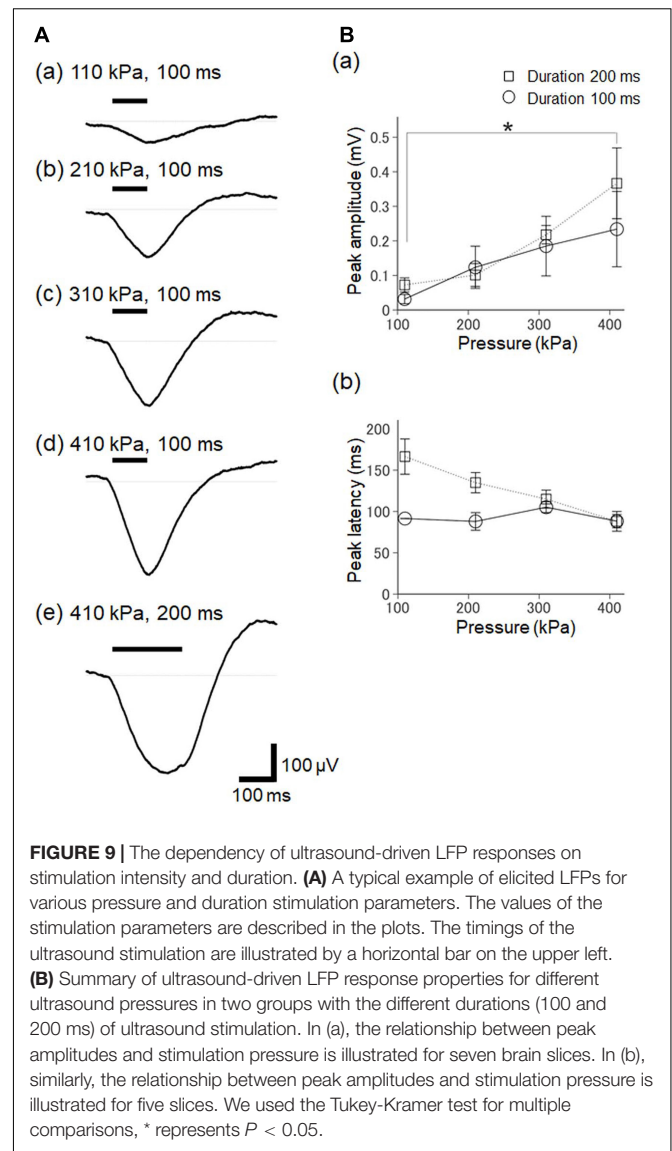 A
(a) 110 kPa, 100 ms
(b) 210 kPa, 100 ms
(c) 310 kPa, 100 ms
(d) 410 kPa, 100 ms
(e) 410 kPa, 200 ms
100 µV
100 ms
B
(a)
Duration 200 ms
Duration 100 ms
*
Peak amplitude (mV)
0.5
0.4
0.3
0.2
0.1
0
100 200 300 400
Pressure (kPa)
(b)
Peak latency (ms)
200
150
100
50
0
100 200 300 400
Pressure (kPa)
FIGURE 9 | The dependency of ultrasound-driven LFP responses on
stimulation intensity and duration. (A) A typical example of elicited LFPs for
various pressure and duration stimulation parameters. The values of the
stimulation parameters are described in the plots. The timings of the
ultrasound stimulation are illustrated by a horizontal bar on the upper left.
(B) Summary of ultrasound-driven LFP response properties for different
ultrasound pressures in two groups with the different durations (100 and
200 ms) of ultrasound stimulation. In (a), the relationship between peak
amplitudes and stimulation pressure is illustrated for seven brain slices. In (b),
similarly, the relationship between peak amplitudes and stimulation pressure is
illustrated for five slices. We used the Tukey-Kramer test for multiple
comparisons, * represents P < 0.05.